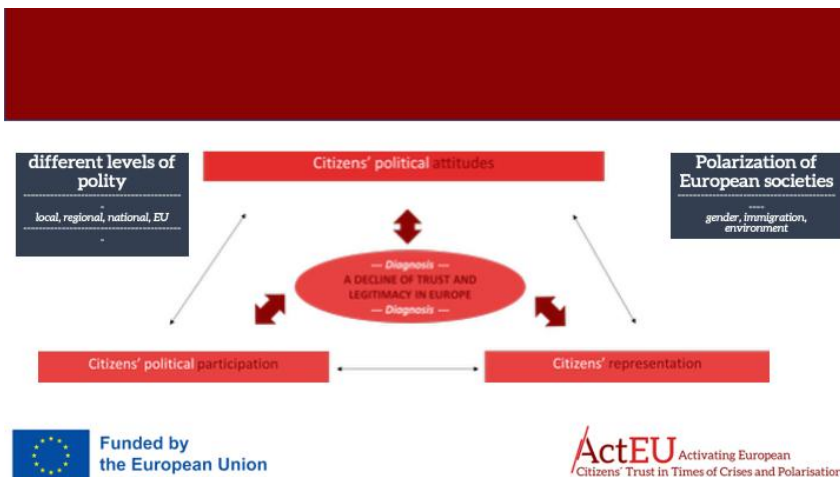 different levels of
polity
-------------------
-
local, regional, national, EU
-------------------
-
Citizens' political attitudes
Polarization of
European societies
-------------------
----
gender, immigration,
environment
— Diagnosis —
A DECLINE OF TRUST AND
LEGITIMACY IN EUROPE
— Diagnosis —
Citizens' political participation
Citizens' representation
Funded by
the European Union
ActEU Activating European
Citizens' Trust in Times of Crises and Polarisation